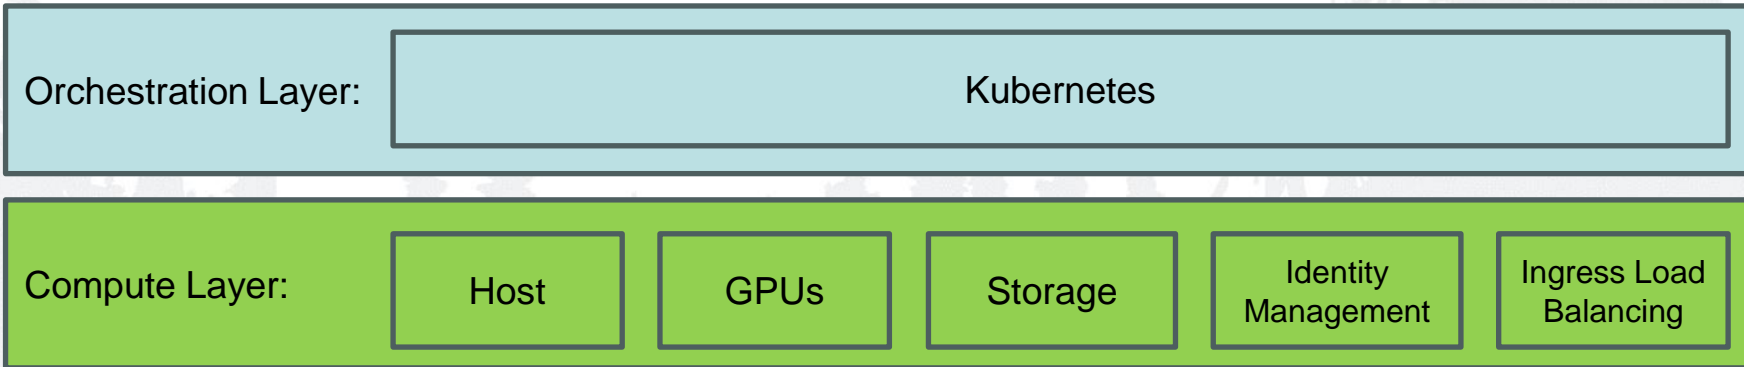 Orchestration Layer:
Kubernetes
Compute Layer:
Host
GPUs
Storage
Identity
Management
Ingress Load
Balancing